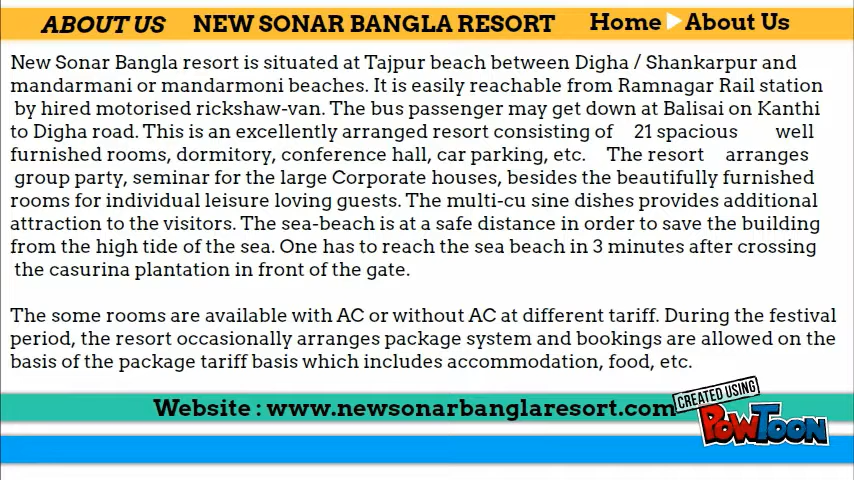 ABOUT US NEW SONAR BANGLA RESORT Home About Us
New Sonar Bangla resort is situated at Tajpur beach between Digha / Shankarpur and
mandarmani or mandarmoni beaches. It is easily reachable from Ramnagar Rail station
by hired motorised rickshaw-van. The bus passenger may get down at Balisai on Kanthi
to Digha road. This is an excellently arranged resort consisting of 21 spacious well
furnished rooms, dormitory, conference hall, car parking, etc. The resort arranges
group party, seminar for the large Corporate houses, besides the beautifully furnished
rooms for individual leisure loving guests. The multi-cu sine dishes provides additional
attraction to the visitors. The sea-beach is at a safe distance in order to save the building
from the high tide of the sea. One has to reach the sea beach in 3 minutes after crossing
the casurina plantation in front of the gate.
The some rooms are available with AC or without AC at different tariff. During the festival
period, the resort occasionally arranges package system and bookings are allowed on the
basis of the package tariff basis which includes accommodation, food, etc.
Website : www.newsonarbanglaresort.com
CREATED USING
POWTOON